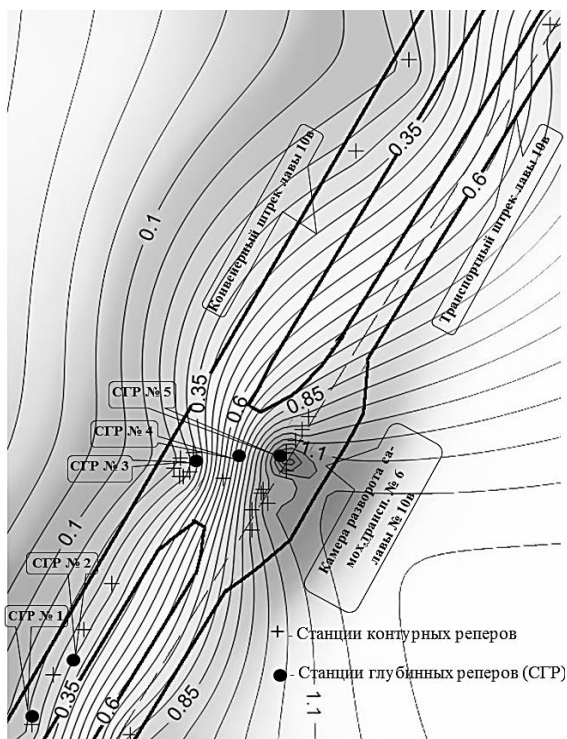 0.1
Конвейерный штрек лавы 10в
0.35
0.6
Транспортный штрек лавы 10в
СГР № 5
СГР № 4
СГР № 3
0.35
0.6
0.85
1.1
Камера разворота са-
мох.трансп. № 6
лавы № 10в
0.1
СГР № 2
СГР № 1
+ - Станции контурных реперов
● - Станции глубинных реперов (СГР)
0.35
0.6
0.85
1.1